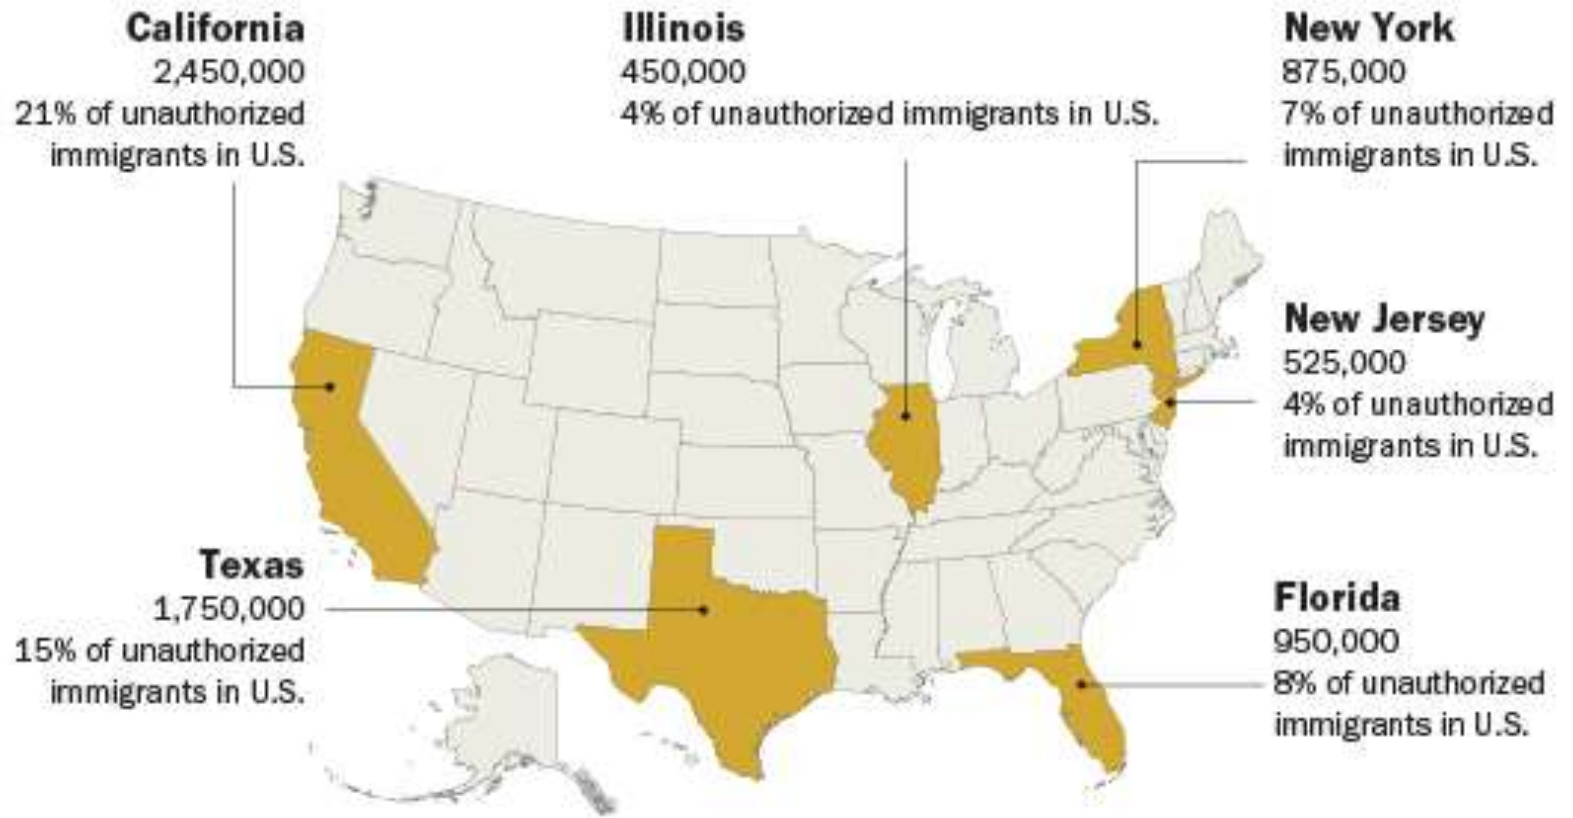 California
2,450,000
21% of unauthorized
immigrants in U.S.
Illinois
450,000
4% of unauthorized immigrants in U.S.
New York
875,000
7% of unauthorized
immigrants in U.S.
New Jersey
525,000
4% of unauthorized
immigrants in U.S.
Texas
1,750,000
15% of unauthorized
immigrants in U.S.
Florida
950,000
8% of unauthorized
immigrants in U.S.